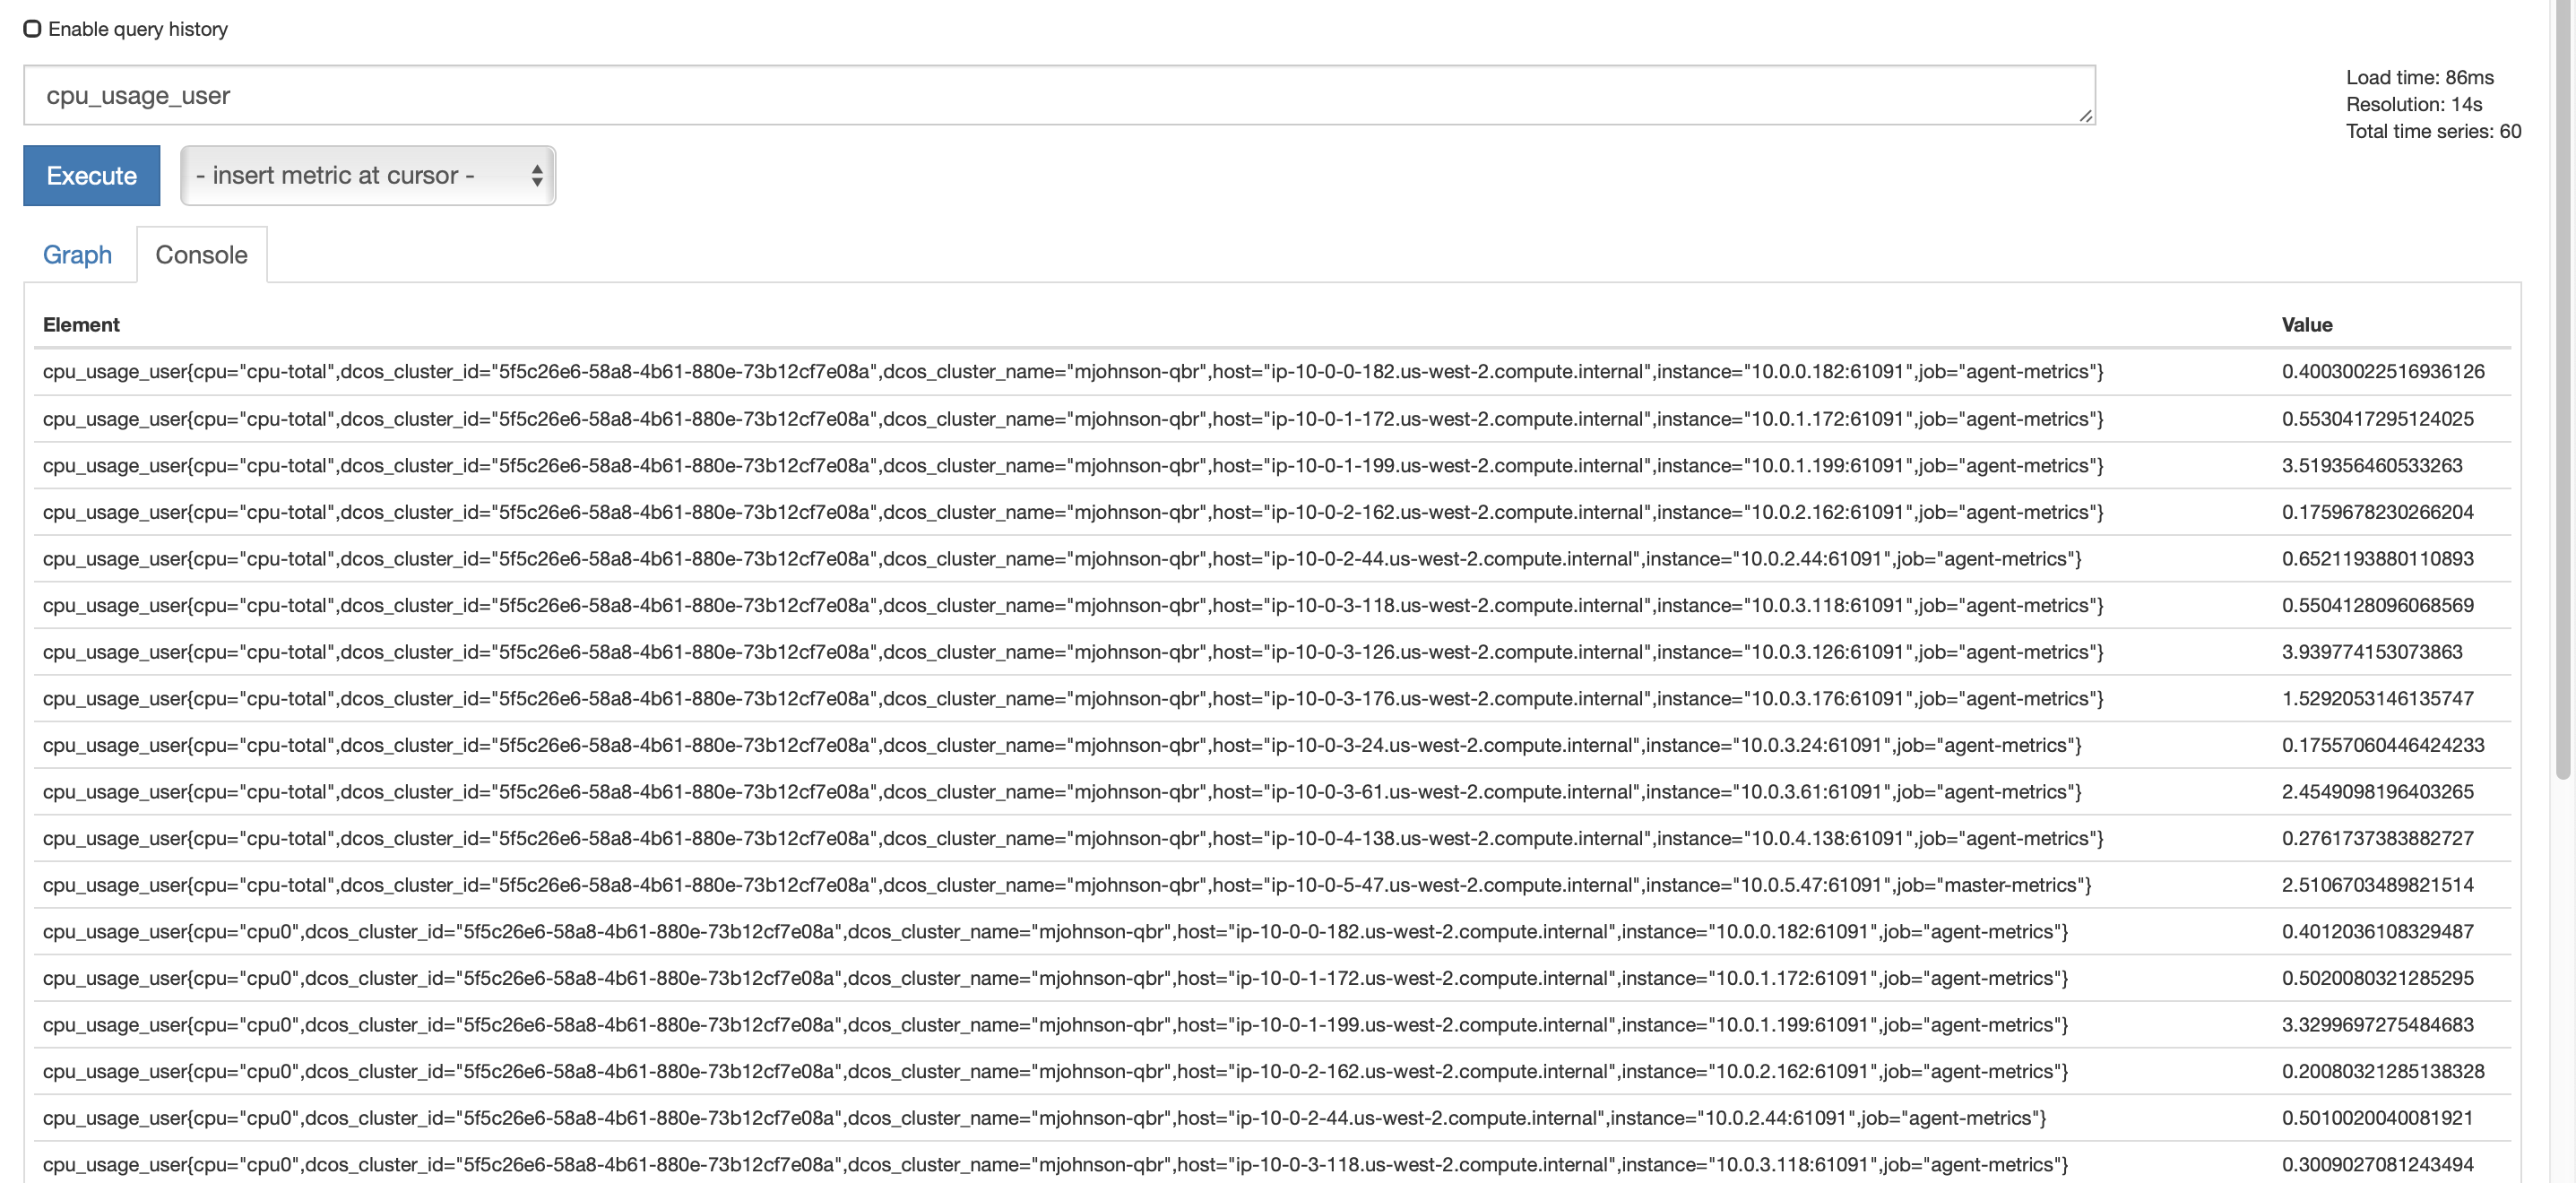 Enable query history
cpu_usage_user
Load time: 86ms
Resolution: 14s
Total time series: 60
Execute
- insert metric at cursor -
Graph
Console
Element Value
cpu_usage_user{cpu="cpu-total",dcos_cluster_id="5f5c26e6-58a8-4b61-880e-73b12cf7e08a",dcos_cluster_name="mjohnson-qbr",host="ip-10-0-0-182.us-west-2.compute.internal",instance="10.0.0.182:61091",job="agent-metrics"} 0.40030022516936126
cpu_usage_user{cpu="cpu-total",dcos_cluster_id="5f5c26e6-58a8-4b61-880e-73b12cf7e08a",dcos_cluster_name="mjohnson-qbr",host="ip-10-0-1-172.us-west-2.compute.internal",instance="10.0.1.172:61091",job="agent-metrics"} 0.5530417295124025
cpu_usage_user{cpu="cpu-total",dcos_cluster_id="5f5c26e6-58a8-4b61-880e-73b12cf7e08a",dcos_cluster_name="mjohnson-qbr",host="ip-10-0-1-199.us-west-2.compute.internal",instance="10.0.1.199:61091",job="agent-metrics"} 3.519356460533263
cpu_usage_user{cpu="cpu-total",dcos_cluster_id="5f5c26e6-58a8-4b61-880e-73b12cf7e08a",dcos_cluster_name="mjohnson-qbr",host="ip-10-0-2-162.us-west-2.compute.internal",instance="10.0.2.162:61091",job="agent-metrics"} 0.1759678230266204
cpu_usage_user{cpu="cpu-total",dcos_cluster_id="5f5c26e6-58a8-4b61-880e-73b12cf7e08a",dcos_cluster_name="mjohnson-qbr",host="ip-10-0-2-44.us-west-2.compute.internal",instance="10.0.2.44:61091",job="agent-metrics"} 0.6521193880110893
cpu_usage_user{cpu="cpu-total",dcos_cluster_id="5f5c26e6-58a8-4b61-880e-73b12cf7e08a",dcos_cluster_name="mjohnson-qbr",host="ip-10-0-3-118.us-west-2.compute.internal",instance="10.0.3.118:61091",job="agent-metrics"} 0.5504128096068569
cpu_usage_user{cpu="cpu-total",dcos_cluster_id="5f5c26e6-58a8-4b61-880e-73b12cf7e08a",dcos_cluster_name="mjohnson-qbr",host="ip-10-0-3-126.us-west-2.compute.internal",instance="10.0.3.126:61091",job="agent-metrics"} 3.939774153073863
cpu_usage_user{cpu="cpu-total",dcos_cluster_id="5f5c26e6-58a8-4b61-880e-73b12cf7e08a",dcos_cluster_name="mjohnson-qbr",host="ip-10-0-3-176.us-west-2.compute.internal",instance="10.0.3.176:61091",job="agent-metrics"} 1.5292053146135747
cpu_usage_user{cpu="cpu-total",dcos_cluster_id="5f5c26e6-58a8-4b61-880e-73b12cf7e08a",dcos_cluster_name="mjohnson-qbr",host="ip-10-0-3-24.us-west-2.compute.internal",instance="10.0.3.24:61091",job="agent-metrics"} 0.17557060446424233
cpu_usage_user{cpu="cpu-total",dcos_cluster_id="5f5c26e6-58a8-4b61-880e-73b12cf7e08a",dcos_cluster_name="mjohnson-qbr",host="ip-10-0-3-61.us-west-2.compute.internal",instance="10.0.3.61:61091",job="agent-metrics"} 2.4549098196403265
cpu_usage_user{cpu="cpu-total",dcos_cluster_id="5f5c26e6-58a8-4b61-880e-73b12cf7e08a",dcos_cluster_name="mjohnson-qbr",host="ip-10-0-4-138.us-west-2.compute.internal",instance="10.0.4.138:61091",job="agent-metrics"} 0.2761737383882727
cpu_usage_user{cpu="cpu-total",dcos_cluster_id="5f5c26e6-58a8-4b61-880e-73b12cf7e08a",dcos_cluster_name="mjohnson-qbr",host="ip-10-0-5-47.us-west-2.compute.internal",instance="10.0.5.47:61091",job="master-metrics"} 2.5106703489821514
cpu_usage_user{cpu="cpu0",dcos_cluster_id="5f5c26e6-58a8-4b61-880e-73b12cf7e08a",dcos_cluster_name="mjohnson-qbr",host="ip-10-0-0-182.us-west-2.compute.internal",instance="10.0.0.182:61091",job="agent-metrics"} 0.4012036108329487
cpu_usage_user{cpu="cpu0",dcos_cluster_id="5f5c26e6-58a8-4b61-880e-73b12cf7e08a",dcos_cluster_name="mjohnson-qbr",host="ip-10-0-1-172.us-west-2.compute.internal",instance="10.0.1.172:61091",job="agent-metrics"} 0.5020080321285295
cpu_usage_user{cpu="cpu0",dcos_cluster_id="5f5c26e6-58a8-4b61-880e-73b12cf7e08a",dcos_cluster_name="mjohnson-qbr",host="ip-10-0-1-199.us-west-2.compute.internal",instance="10.0.1.199:61091",job="agent-metrics"} 3.3299697275484683
cpu_usage_user{cpu="cpu0",dcos_cluster_id="5f5c26e6-58a8-4b61-880e-73b12cf7e08a",dcos_cluster_name="mjohnson-qbr",host="ip-10-0-2-162.us-west-2.compute.internal",instance="10.0.2.162:61091",job="agent-metrics"} 0.20080321285138328
cpu_usage_user{cpu="cpu0",dcos_cluster_id="5f5c26e6-58a8-4b61-880e-73b12cf7e08a",dcos_cluster_name="mjohnson-qbr",host="ip-10-0-2-44.us-west-2.compute.internal",instance="10.0.2.44:61091",job="agent-metrics"} 0.5010020040081921
cpu_usage_user{cpu="cpu0",dcos_cluster_id="5f5c26e6-58a8-4b61-880e-73b12cf7e08a",dcos_cluster_name="mjohnson-qbr",host="ip-10-0-3-118.us-west-2.compute.internal",instance="10.0.3.118:61091",job="agent-metrics"} 0.3009027081243494